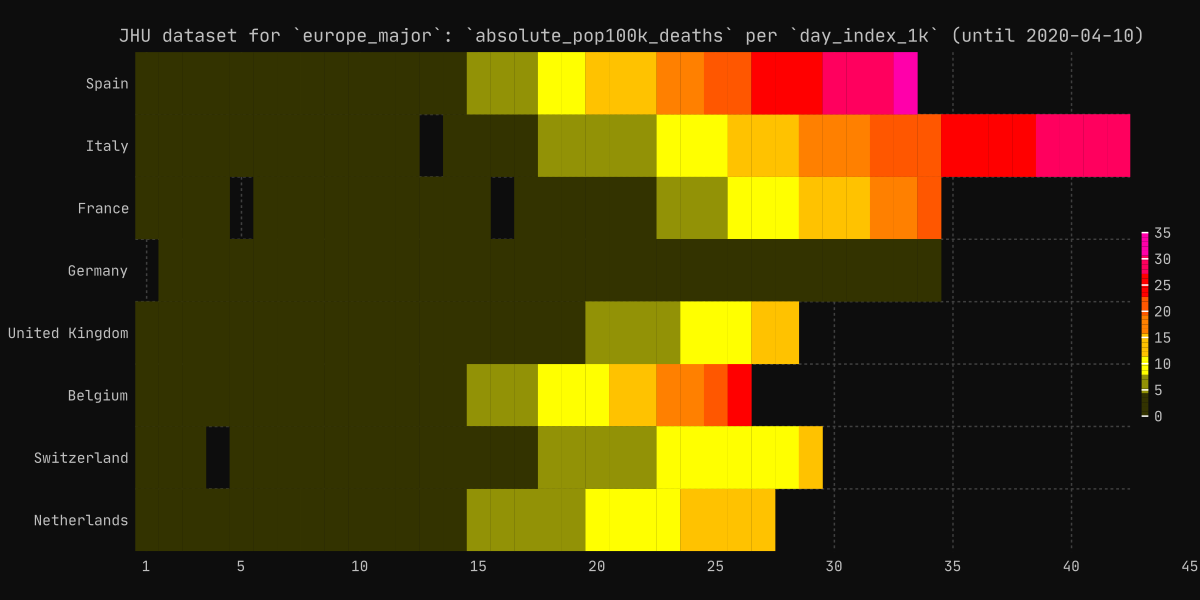 JHU dataset for `europe_major`: `absolute_pop100k_deaths` per `day_index_1k` (until 2020-04-10)
Spain
Italy
France
Germany
United Kingdom
Belgium
Switzerland
Netherlands
35
30
25
20
15
10
5
0
1 5 10 15 20 25 30 35 40 45